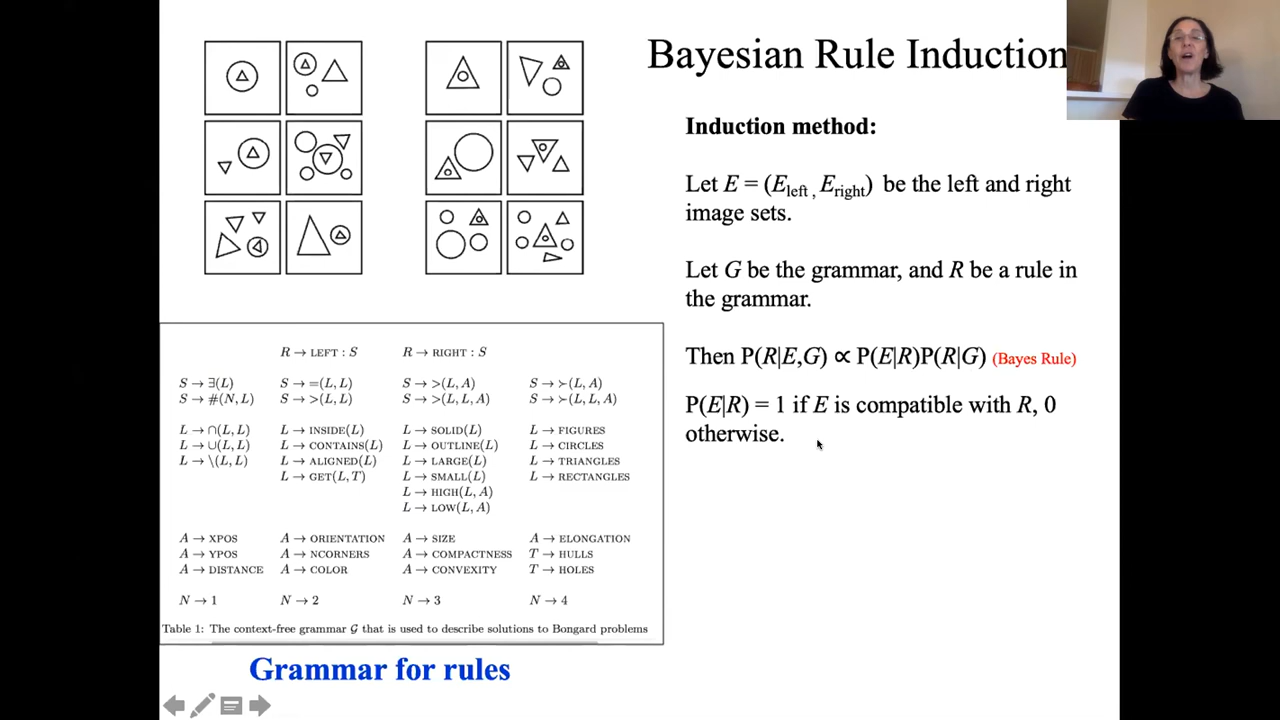 Bayesian Rule Induction
Induction method:
Let E = (E_left , E_right) be the left and right
image sets.
Let G be the grammar, and R be a rule in
the grammar.
Then P(R|E,G) ∝ P(E|R)P(R|G) (Bayes Rule)
P(E|R) = 1 if E is compatible with R, 0
otherwise.
R → LEFT : S R → RIGHT : S
S → ∃(L) S → =(L, L) S → >(L, A) S → ≻(L, A)
S → #(N, L) S → >(L, L) S → >(L, L, A) S → ≻(L, L, A)
L → ∩(L, L) L → INSIDE(L) L → SOLID(L) L → FIGURES
L → ∪(L, L) L → CONTAINS(L) L → OUTLINE(L) L → CIRCLES
L → \(L, L) L → ALIGNED(L) L → LARGE(L) L → TRIANGLES
L → GET(L, T) L → SMALL(L) L → RECTANGLES
L → HIGH(L, A)
L → LOW(L, A)
A → XPOS A → ORIENTATION A → SIZE A → ELONGATION
A → YPOS A → NCORNERS A → COMPACTNESS T → HULLS
A → DISTANCE A → COLOR A → CONVEXITY T → HOLES
N → 1 N → 2 N → 3 N → 4
Table 1: The context-free grammar 𝒢 that is used to describe solutions to Bongard problems
Grammar for rules